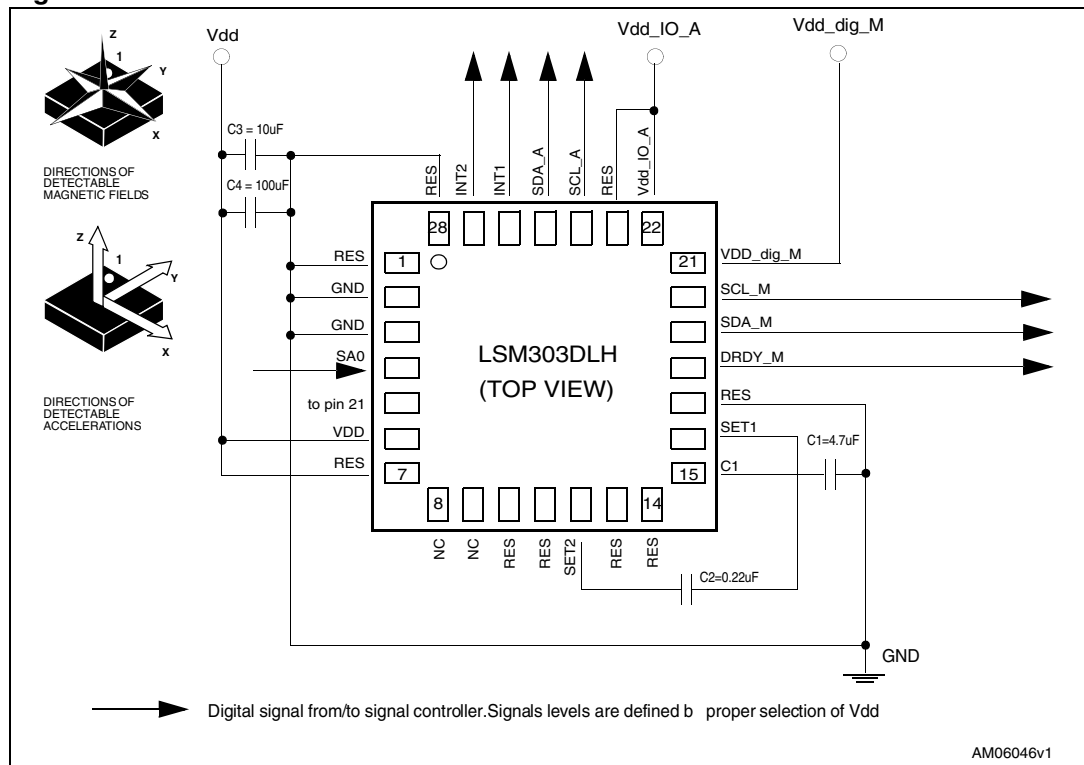 Vdd
Vdd_IO_A
Vdd_dig_M
Z
1
Y
X
DIRECTIONS OF
DETECTABLE
MAGNETIC FIELDS
C3 = 10uF
C4 = 100uF
RES
INT2
INT1
SDA_A
SCL_A
RES
Vdd_IO_A
28
22
RES
1
21
VDD_dig_M
GND
SCL_M
GND
SDA_M
SA0
DRDY_M
LSM303DLH
(TOP VIEW)
to pin 21
RES
VDD
SET1
RES
7
15
C1
C1=4.7uF
Z
1
Y
X
DIRECTIONS OF
DETECTABLE
ACCELERATIONS
8
14
NC
NC
RES
RES
SET2
RES
RES
C2=0.22uF
GND
Digital signal from/to signal controller.Signals levels are defined b proper selection of Vdd
AM06046v1